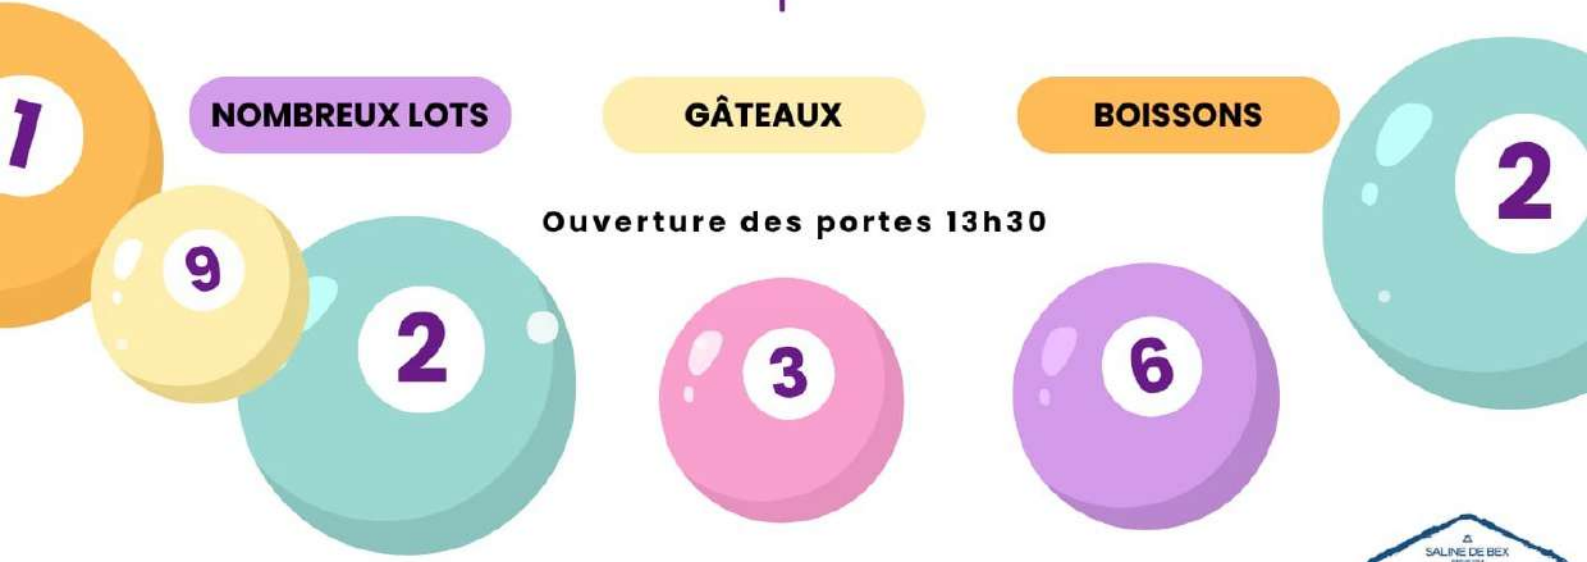 NOMBREUX LOTS
GÂTEAUX
BOISSONS
1
2
Ouverture des portes 13h30
9
2
3
6
SALINE DE BEX